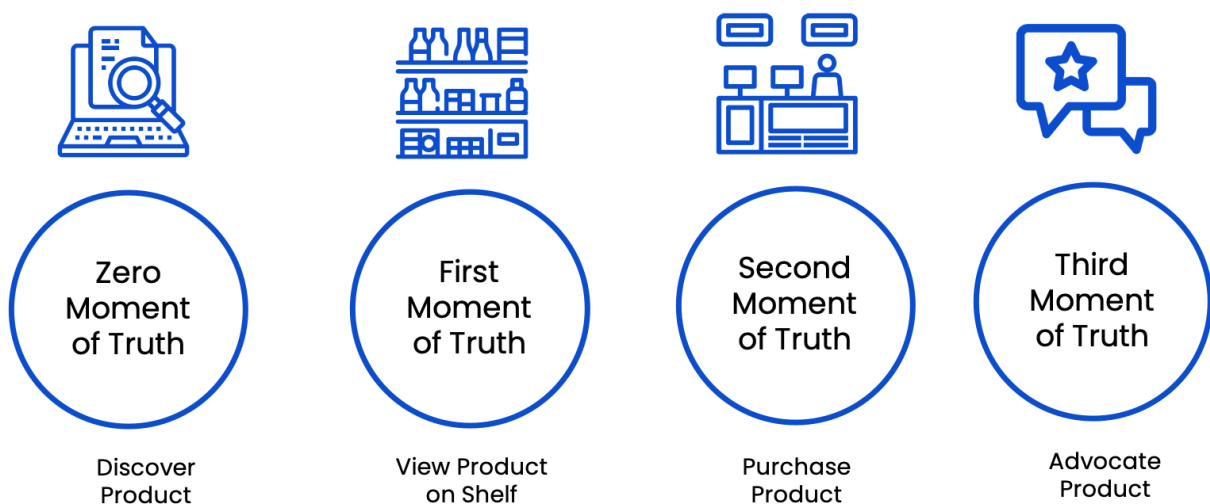 Zero
Moment
of Truth
First
Moment
of Truth
Second
Moment
of Truth
Third
Moment
of Truth
Discover
Product
View Product
on Shelf
Purchase
Product
Advocate
Product